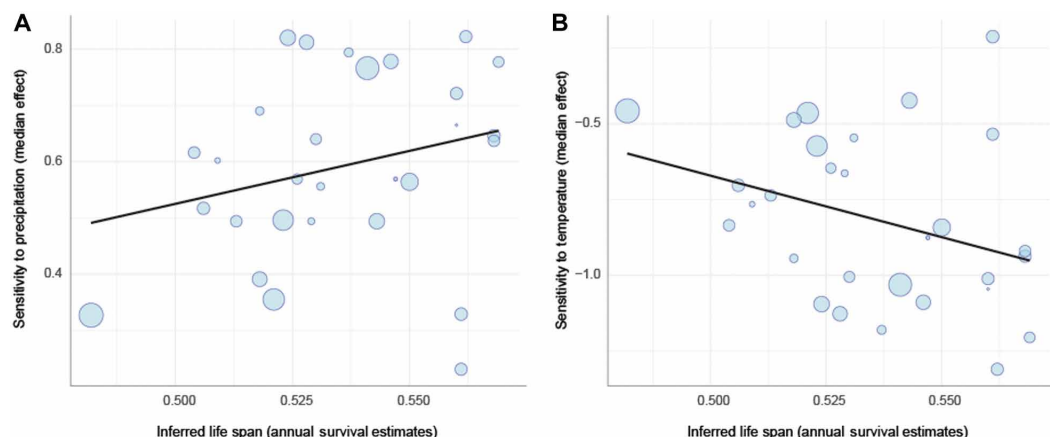 A
B
Sensitivity to precipitation (median effect)
0.8
0.6
0.4
0.500
0.525
0.550
Inferred life span (annual survival estimates)
Sensitivity to temperature (median effect)
−0.5
−1.0
0.500
0.525
0.550
Inferred life span (annual survival estimates)